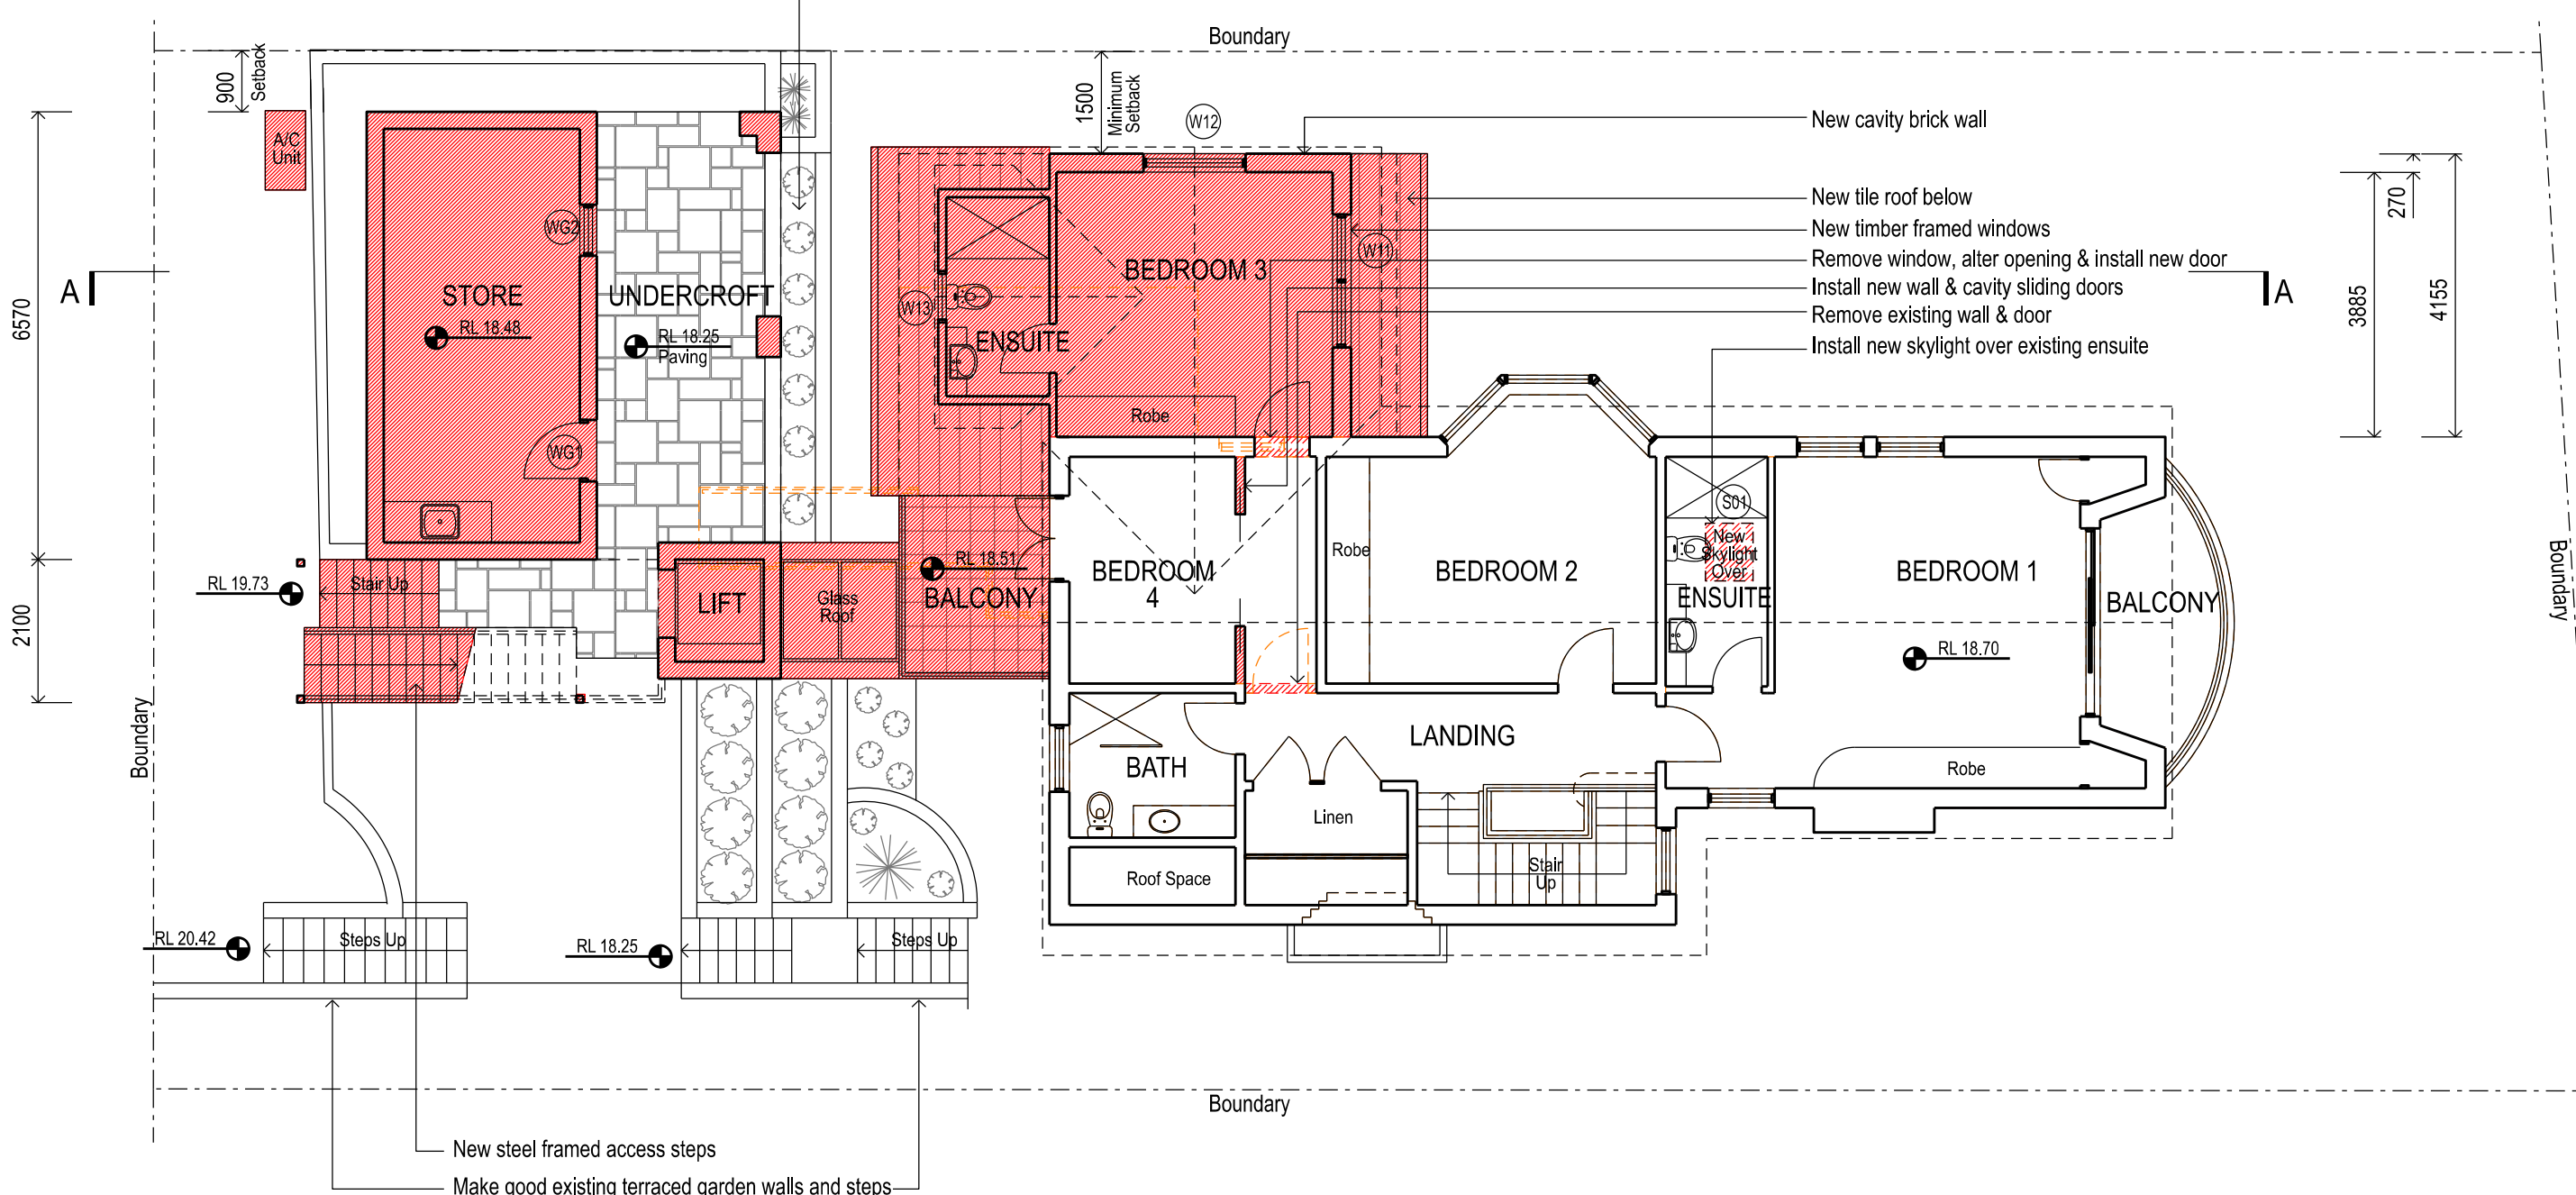 Boundary
900
Setback
1500
Minimum
Setback
W12
New cavity brick wall
A/C
Unit
New tile roof below
New timber framed windows
Remove window, alter opening & install new door
Install new wall & cavity sliding doors
Remove existing wall & door
Install new skylight over existing ensuite
270
3885
4155
WG2
W11
BEDROOM 3
A
A
STORE
UNDERCROFT
RL 18.48
RL 18.25
Paving
W13
ENSUITE
6570
Robe
WG1
S01
New
Skylight
Over
Robe
RL 18.51
RL 19.73
Stair Up
LIFT
Glass
Roof
BALCONY
BEDROOM
4
BEDROOM 2
ENSUITE
BEDROOM 1
BALCONY
Boundary
2100
RL 18.70
Boundary
LANDING
BATH
Robe
Linen
Stair
Up
Roof Space
RL 20.42
Steps Up
RL 18.25
Steps Up
Boundary
New steel framed access steps
Make good existing terraced garden walls and steps